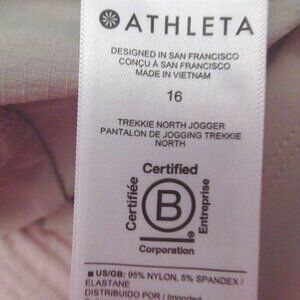 ATHLETA
DESIGNED IN SAN FRANCISCO
CONÇU À SAN FRANCISCO
MADE IN VIETNAM
16
TREKKIE NORTH JOGGER
PANTALON DE JOGGING TREKKIE
NORTH
Certified
Certifiée
B
Entreprise
Corporation
■ US/GB: 95% NYLON, 5% SPANDEX /
ELASTANE
DISTRIBUIDO POR / IMPORTADO